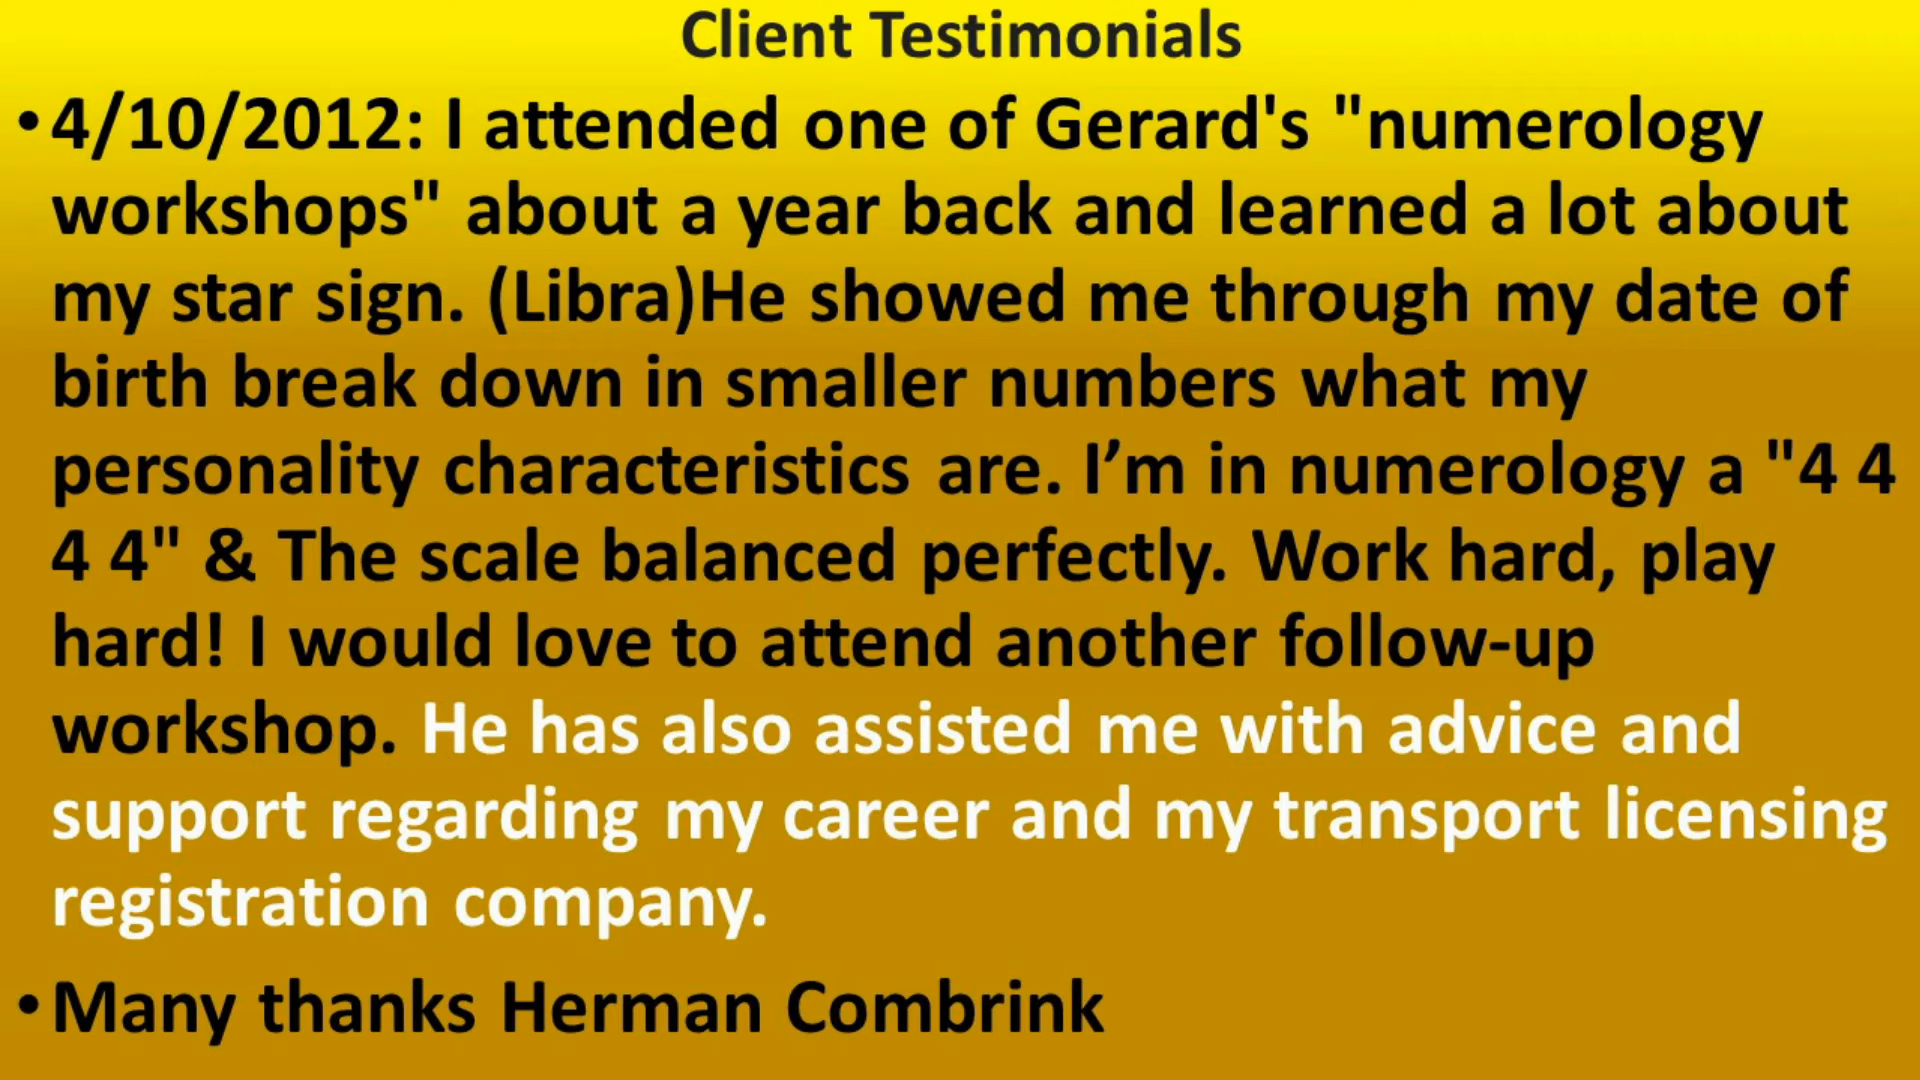 Client Testimonials
•4/10/2012: I attended one of Gerard's "numerology
workshops" about a year back and learned a lot about
my star sign. (Libra)He showed me through my date of
birth break down in smaller numbers what my
personality characteristics are. I’m in numerology a "4 4
4 4" & The scale balanced perfectly. Work hard, play
hard! I would love to attend another follow-up
workshop. He has also assisted me with advice and
support regarding my career and my transport licensing
registration company.
•Many thanks Herman Combrink